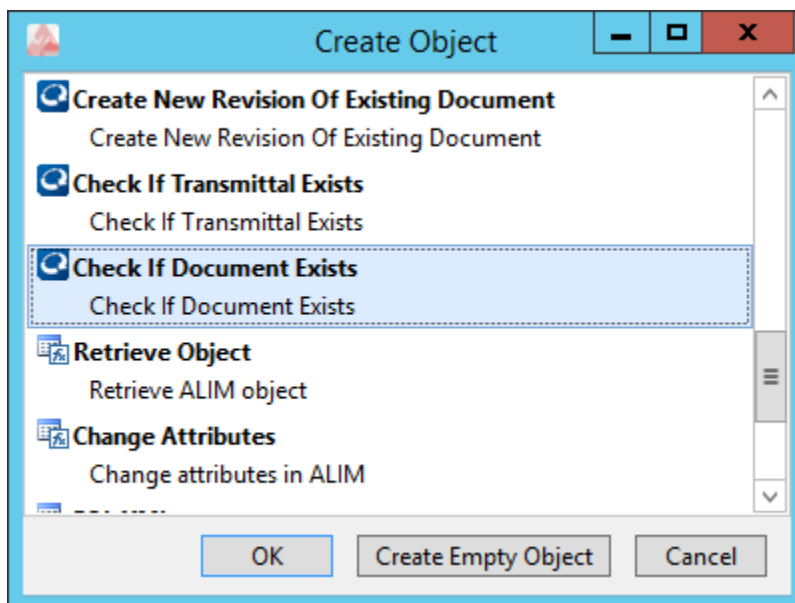 Create Object
Create New Revision Of Existing Document
Create New Revision Of Existing Document
Check If Transmittal Exists
Check If Transmittal Exists
Check If Document Exists
Check If Document Exists
Retrieve Object
Retrieve ALIM object
Change Attributes
Change attributes in ALIM
OK
Create Empty Object
Cancel